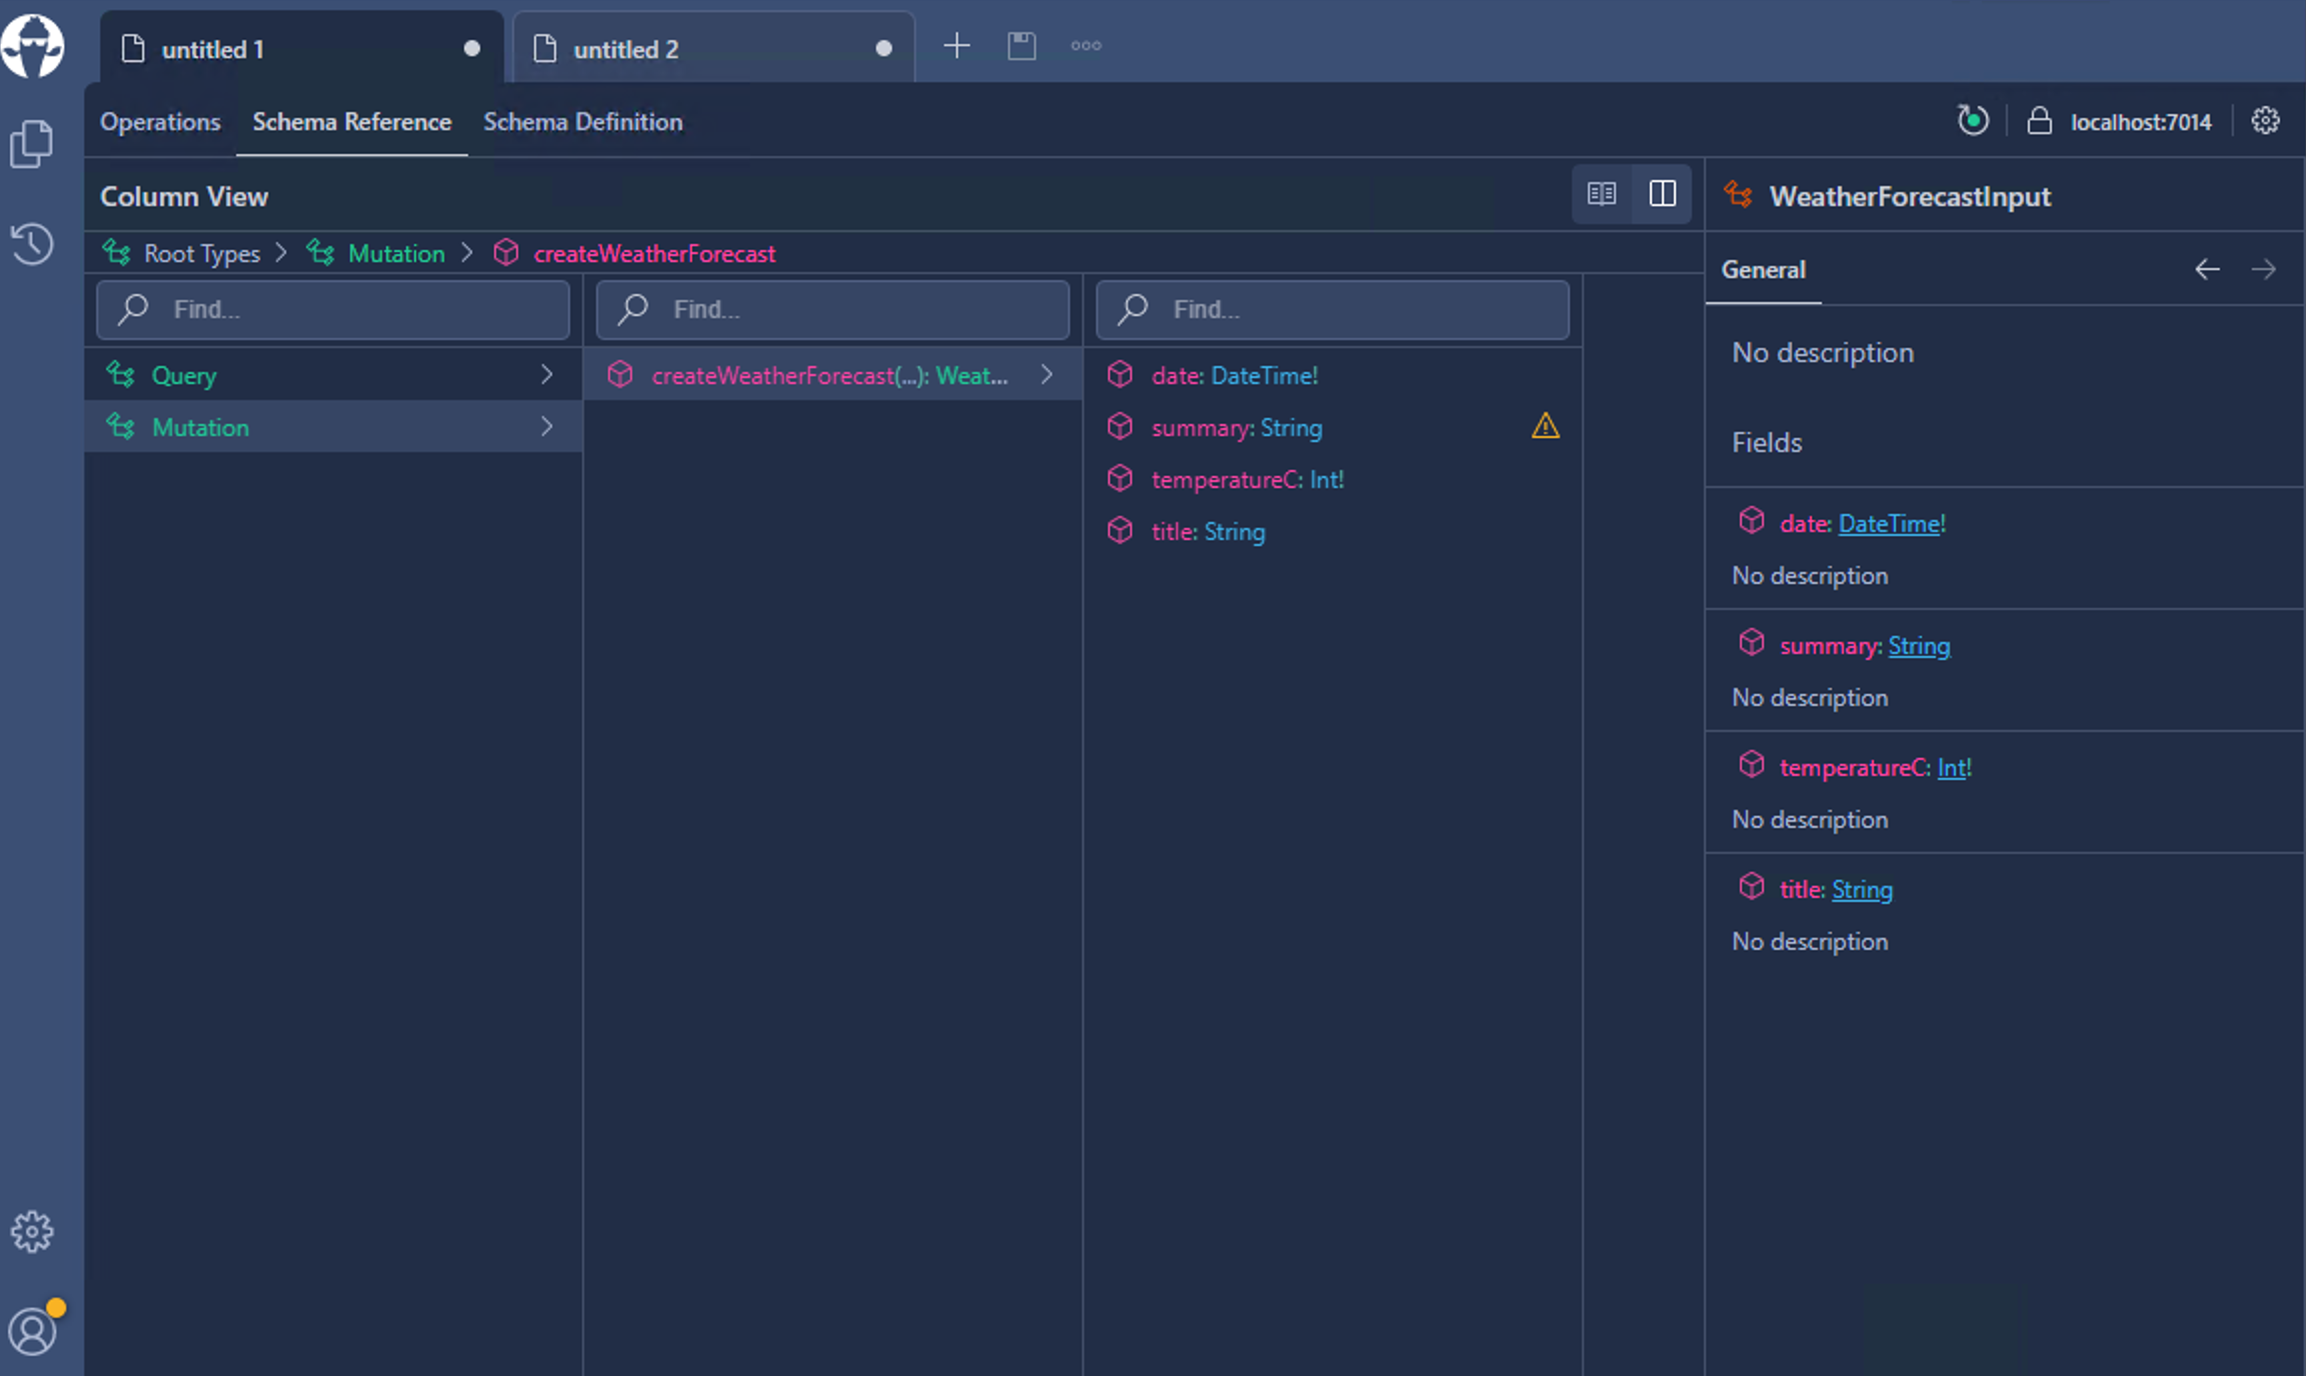 untitled 1
untitled 2
Operations
Schema Reference
Schema Definition
localhost:7014
Column View
Root Types
Mutation
createWeatherForecast
Find...
Find...
Find...
Query
Mutation
createWeatherForecast(...): Weat...
date: DateTime!
summary: String
temperatureC: Int!
title: String
WeatherForecastInput
General
No description
Fields
date: DateTime!
No description
summary: String
No description
temperatureC: Int!
No description
title: String
No description